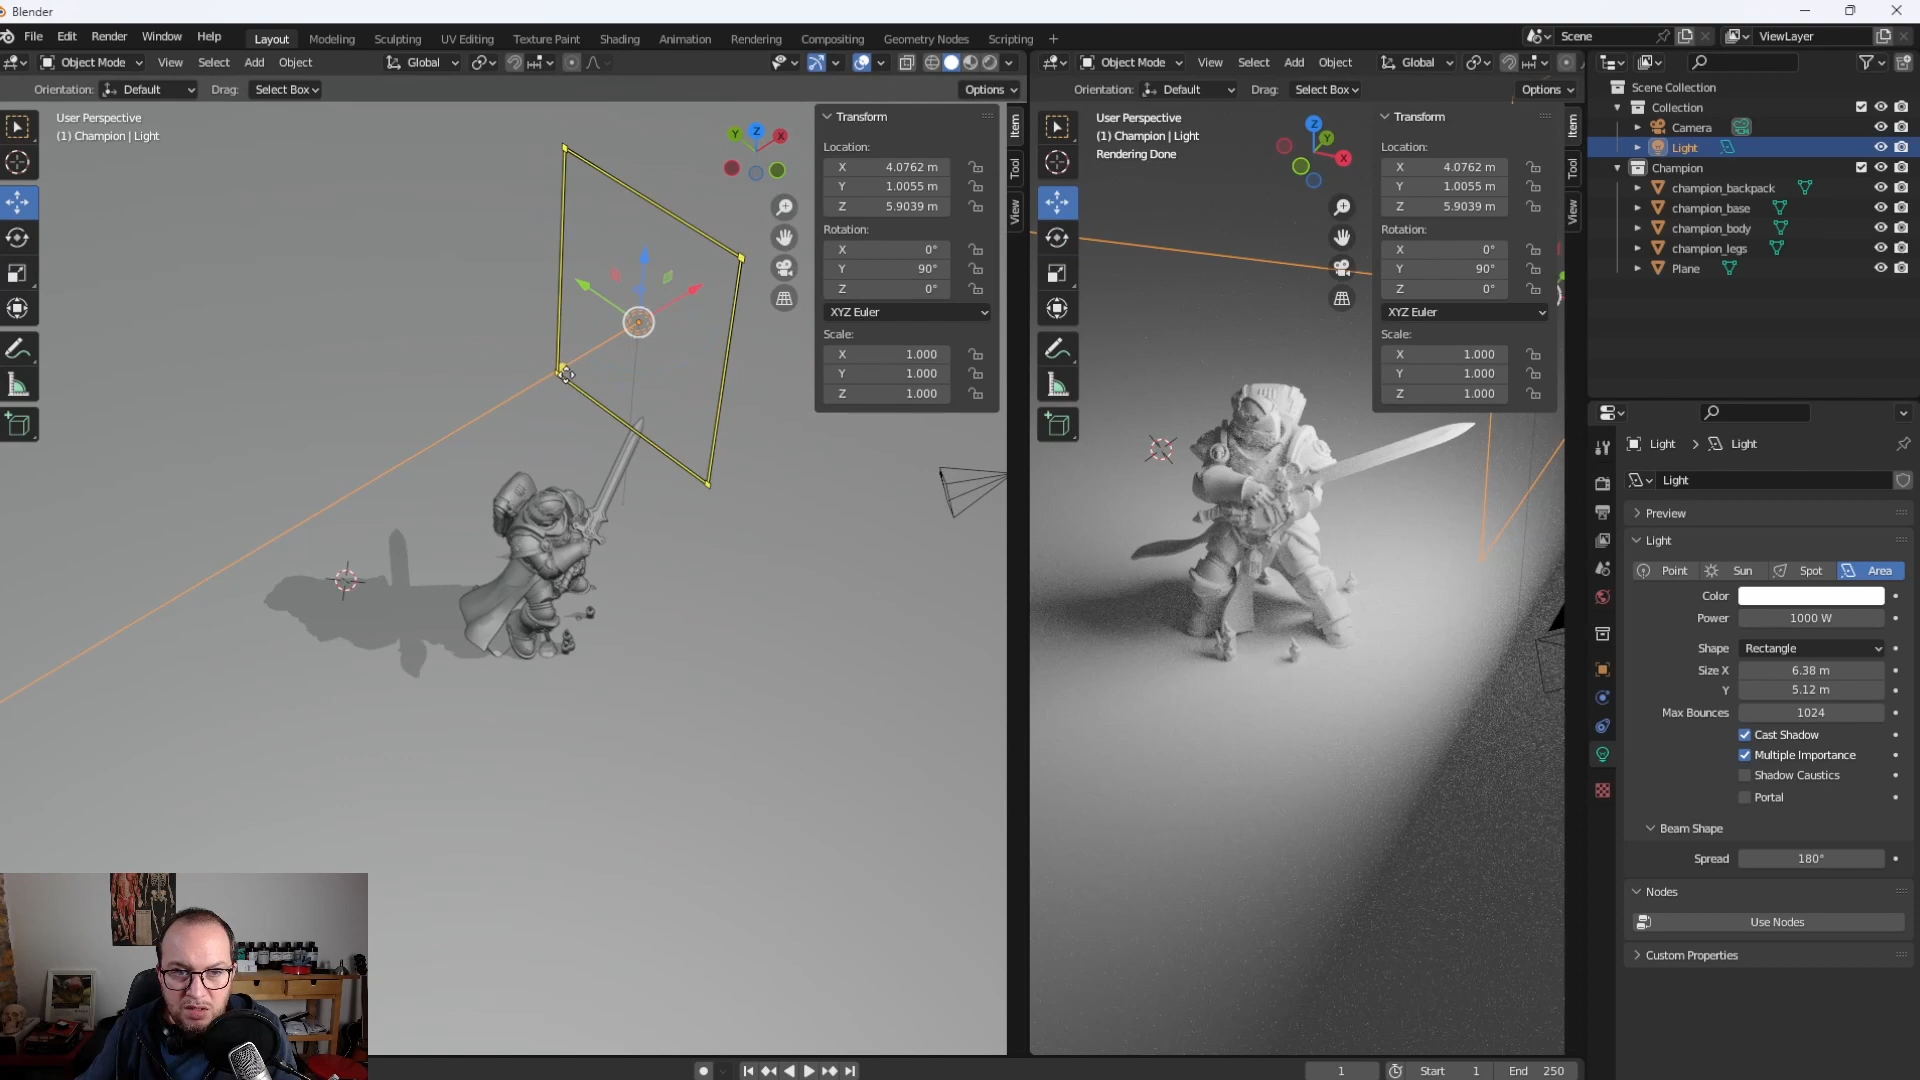 Blender
File Edit Render Window Help Layout Modeling Sculpting UV Editing Texture Paint Shading Animation Rendering Compositing Geometry Nodes Scripting + Scene ViewLayer
Object Mode View Select Add Object Global
Object Mode View Select Add Object Global
Orientation: Default Drag: Select Box Options
Orientation: Default Drag: Select Box Options
User Perspective
(1) Champion | Light
Y Z X
Transform
Location:
X 4.0762 m
Y 1.0055 m
Z 5.9039 m
Rotation:
X 0°
Y 90°
Z 0°
XYZ Euler
Scale:
X 1.000
Y 1.000
Z 1.000
Item
Tool
View
User Perspective
(1) Champion | Light
Rendering Done
Z Y X
Transform
Location:
X 4.0762 m
Y 1.0055 m
Z 5.9039 m
Rotation:
X 0°
Y 90°
Z 0°
XYZ Euler
Scale:
X 1.000
Y 1.000
Z 1.000
Item
Tool
View
Scene Collection
Collection
Camera
Light
Champion
champion_backpack
champion_base
champion_body
champion_legs
Plane
Light > Light
Light
Preview
Light
Point Sun Spot Area
Color
Power 1000 W
Shape Rectangle
Size X 6.38 m
Y 5.12 m
Max Bounces 1024
Cast Shadow
Multiple Importance
Shadow Caustics
Portal
Beam Shape
Spread 180°
Nodes
Use Nodes
Custom Properties
1 Start 1 End 250